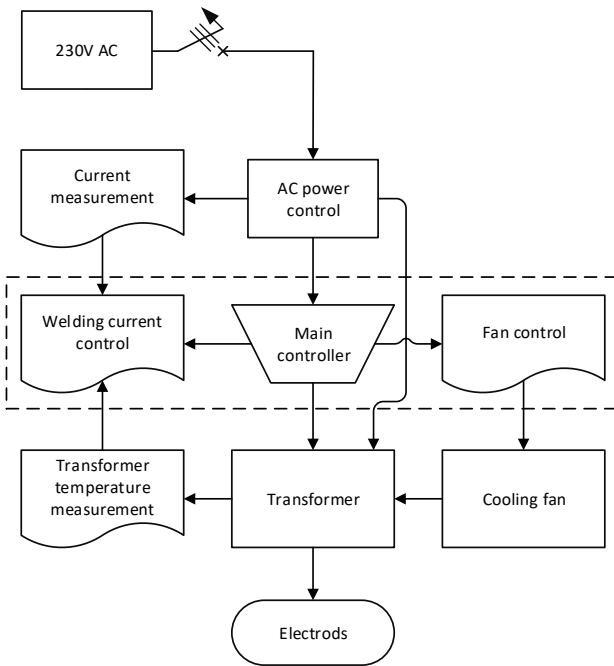 230V AC
Current
measurement
AC power
control
Welding current
control
Main
controller
Fan control
Transformer
temperature
measurement
Transformer
Cooling fan
Electrods